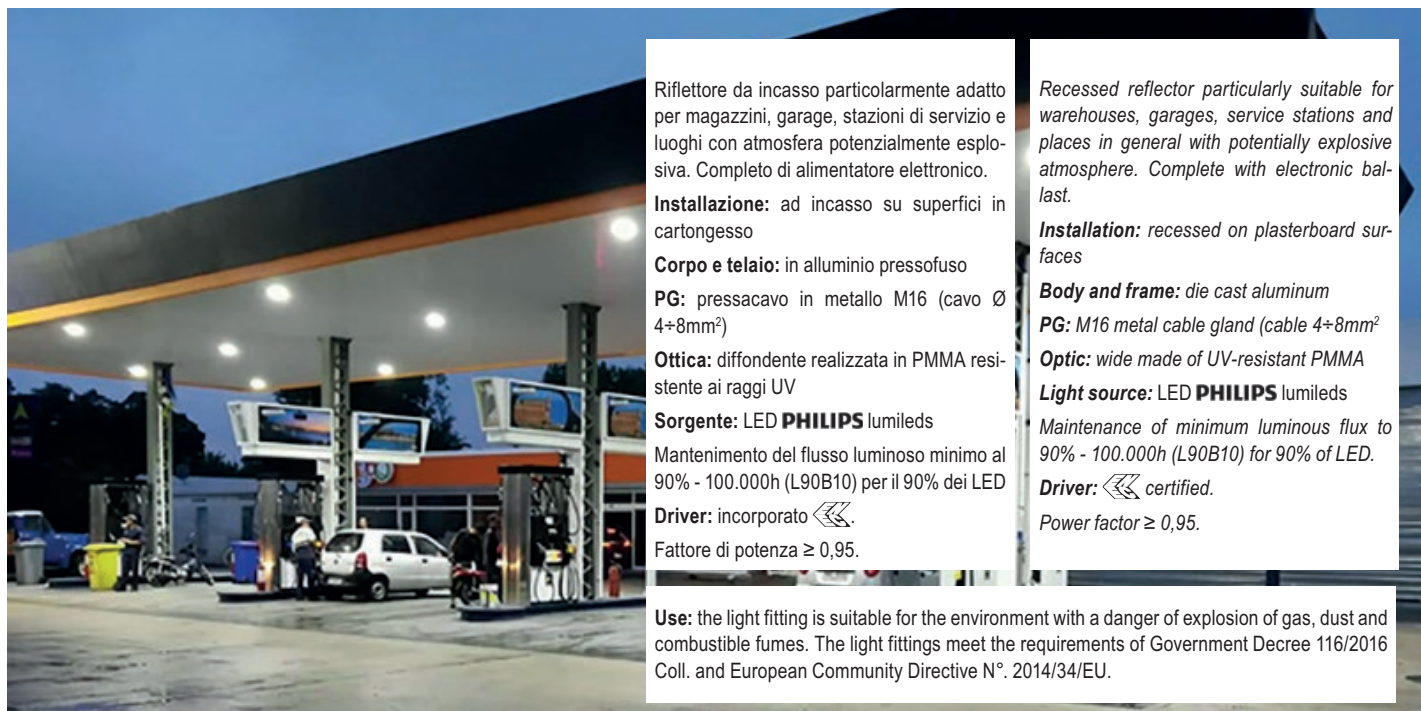 Riflettore da incasso particolarmente adatto
per magazzini, garage, stazioni di servizio e
luoghi con atmosfera potenzialmente esplo-
siva. Completo di alimentatore elettronico.
Installazione: ad incasso su superfici in
cartongesso
Corpo e telaio: in alluminio pressofuso
PG: pressacavo in metallo M16 (cavo Ø
4÷8mm²)
Ottica: diffondente realizzata in PMMA resi-
stente ai raggi UV
Sorgente: LED PHILIPS lumileds
Mantenimento del flusso luminoso minimo al
90% - 100.000h (L90B10) per il 90% dei LED
Driver: incorporato .
Fattore di potenza ≥ 0,95.
Recessed reflector particularly suitable for
warehouses, garages, service stations and
places in general with potentially explosive
atmosphere. Complete with electronic bal-
last.
Installation: recessed on plasterboard sur-
faces
Body and frame: die cast aluminum
PG: M16 metal cable gland (cable 4÷8mm²
Optic: wide made of UV-resistant PMMA
Light source: LED PHILIPS lumileds
Maintenance of minimum luminous flux to
90% - 100.000h (L90B10) for 90% of LED.
Driver: certified.
Power factor ≥ 0,95.
Use: the light fitting is suitable for the environment with a danger of explosion of gas, dust and
combustible fumes. The light fittings meet the requirements of Government Decree 116/2016
Coll. and European Community Directive N°. 2014/34/EU.